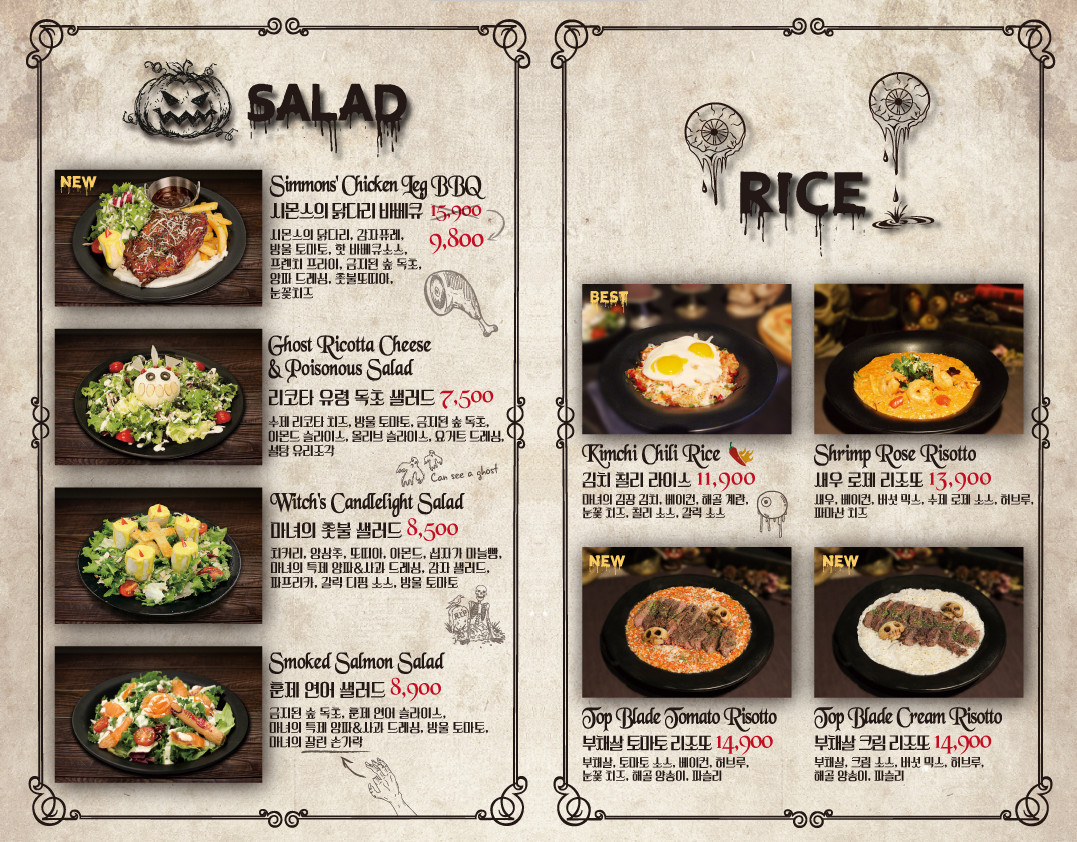 SALAD
NEW
Simmons' Chicken Leg BBQ
시몬스의 닭다리 바베큐 15,900
9,800
시몬스의 닭다리, 감자퓨레,
방울 토마토, 핫 바베큐소스,
프렌치 프라이, 금지된 숲 독초,
양파 드레싱, 촛불또띠아,
눈꽃치즈
Ghost Ricotta Cheese
& Poisonous Salad
리코타 유령 독초 샐러드 7,500
수제 리코타 치즈, 방울 토마토, 금지된 숲 독초,
아몬드 슬라이스, 올리브 슬라이스, 요거트 드레싱,
설탕 유리조각
Can see a ghost
Witch's Candlelight Salad
마녀의 촛불 샐러드 8,500
치커리, 양상추, 또띠아, 아몬드, 십자가 마늘빵,
마녀의 특제 양파&사과 드레싱, 감자 샐러드,
파프리카, 갈릭 디핑 소스, 방울 토마토
Smoked Salmon Salad
훈제 연어 샐러드 8,900
금지된 숲 독초, 훈제 연어 슬라이스,
마녀의 특제 양파&사과 드레싱, 방울 토마토,
마녀의 잘린 손가락
RICE
BEST
Kimchi Chili Rice
김치 칠리 라이스 11,900
마녀의 김장 김치, 베이컨, 해골 계란,
눈꽃 치즈, 칠리 소스, 갈릭 소스
Shrimp Rose Risotto
새우 로제 리조또 13,900
새우, 베이컨, 버섯 믹스, 수제 로제 소스, 허브루,
파마산 치즈
NEW
Top Blade Tomato Risotto
부채살 토마토 리조또 14,900
부채살, 토마토 소스, 베이컨, 허브루,
눈꽃 치즈, 해골 양송이, 파슬리
NEW
Top Blade Cream Risotto
부채살 크림 리조또 14,900
부채살, 크림 소스, 버섯 믹스, 허브루,
해골 양송이, 파슬리